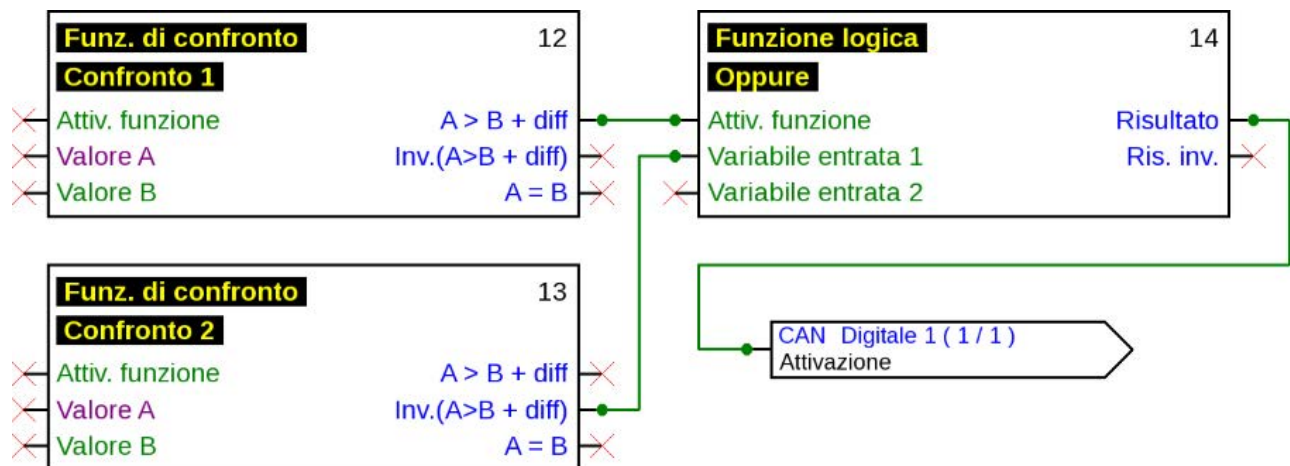 Funz. di confronto 12
Confronto 1
Attiv. funzione A > B + diff
Valore A Inv.(A>B + diff)
Valore B A = B
Funzione logica 14
Oppure
Attiv. funzione Risultato
Variabile entrata 1 Ris. inv.
Variabile entrata 2
Funz. di confronto 13
Confronto 2
Attiv. funzione A > B + diff
Valore A Inv.(A>B + diff)
Valore B A = B
CAN Digitale 1 ( 1 / 1 )
Attivazione